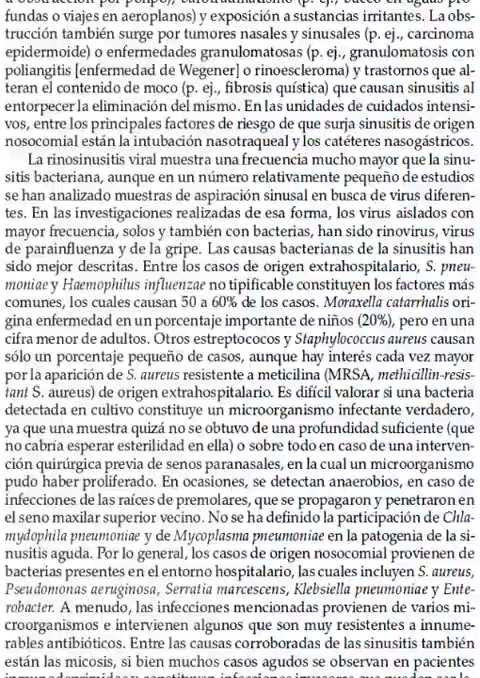 fundas o viajes en aeroplanos) y exposición a sustancias irritantes. La obs-
trucción también surge por tumores nasales y sinusales (p. ej., carcinoma
epidermoide) o enfermedades granulomatosas (p. ej., granulomatosis con
poliangitis [enfermedad de Wegener] o rinoescleroma) y trastornos que al-
teran el contenido de moco (p. ej., fibrosis quística) que causan sinusitis al
entorpecer la eliminación del mismo. En las unidades de cuidados intensi-
vos, entre los principales factores de riesgo de que surja sinusitis de origen
nosocomial están la intubación nasotraqueal y los catéteres nasogástricos.
La rinosinusitis viral muestra una frecuencia mucho mayor que la sinu-
sitis bacteriana, aunque en un número relativamente pequeño de estudios
se han analizado muestras de aspiración sinusal en busca de virus diferen-
tes. En las investigaciones realizadas de esa forma, los virus aislados con
mayor frecuencia, solos y también con bacterias, han sido rinovirus, virus
de parainfluenza y de la gripe. Las causas bacterianas de la sinusitis han
sido mejor descritas. Entre los casos de origen extrahospitalario, S. pneu-
moniae y Haemophilus influenzae no tipificable constituyen los factores más
comunes, los cuales causan 50 a 60% de los casos. Moraxella catarrhalis ori-
gina enfermedad en un porcentaje importante de niños (20%), pero en una
cifra menor de adultos. Otros estreptococos y Staphylococcus aureus causan
sólo un porcentaje pequeño de casos, aunque hay interés cada vez mayor
por la aparición de S. aureus resistente a meticilina (MRSA, methicillin-resis-
tant S. aureus) de origen extrahospitalario. Es difícil valorar si una bacteria
detectada en cultivo constituye un microorganismo infectante verdadero,
ya que una muestra quizá no se obtuvo de una profundidad suficiente (que
no cabría esperar esterilidad en ella) o sobre todo en caso de una interven-
ción quirúrgica previa de senos paranasales, en la cual un microorganismo
pudo haber proliferado. En ocasiones, se detectan anaerobios, en caso de
infecciones de las raíces de premolares, que se propagaron y penetraron en
el seno maxilar superior vecino. No se ha definido la participación de Chla-
mydophila pneumoniae y de Mycoplasma pneumoniae en la patogenia de la si-
nusitis aguda. Por lo general, los casos de origen nosocomial provienen de
bacterias presentes en el entorno hospitalario, las cuales incluyen S. aureus,
Pseudomonas aeruginosa, Serratia marcescens, Klebsiella pneumoniae y Ente-
robacter. A menudo, las infecciones mencionadas provienen de varios mi-
croorganismos e intervienen algunos que son muy resistentes a innume-
rables antibióticos. Entre las causas corroboradas de las sinusitis también
están las micosis, si bien muchos casos agudos se observan en pacientes